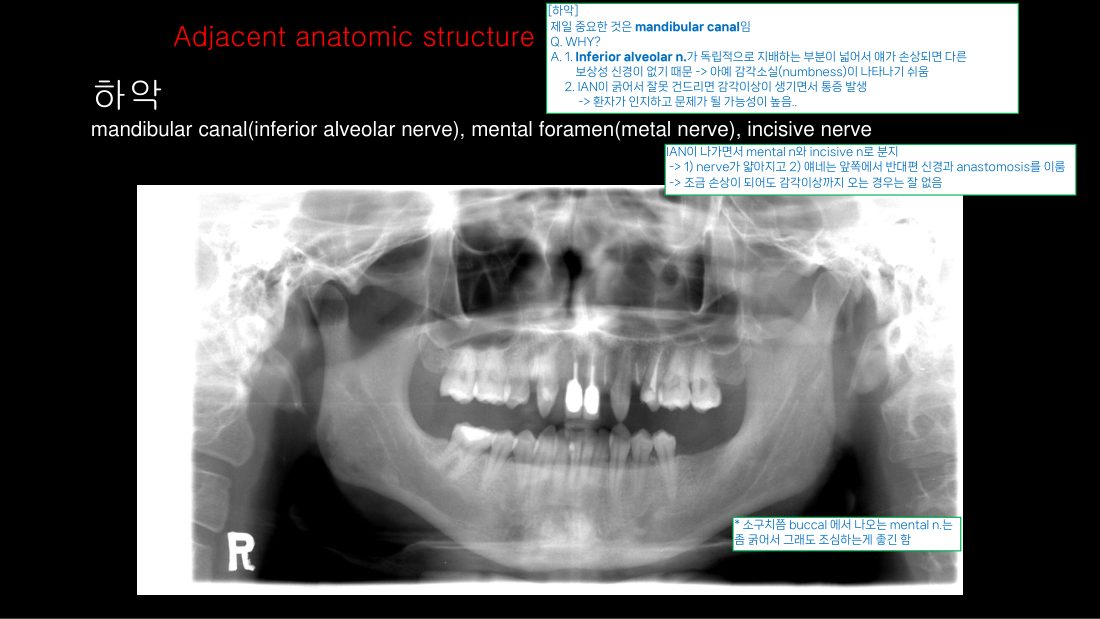 Adjacent anatomic structure
[하악]
제일 중요한 것은 mandibular canal임
Q. WHY?
A. 1. Inferior alveolar n.가 독립적으로 지배하는 부분이 넓어서 얘가 손상되면 다른
보상성 신경이 없기 때문 -> 아예 감각소실(numbness)이 나타나기 쉬움
2. IAN이 굵어서 잘못 건드리면 감각이상이 생기면서 통증 발생
-> 환자가 인지하고 문제가 될 가능성이 높음..
하악
mandibular canal(inferior alveolar nerve), mental foramen(metal nerve), incisive nerve
IAN이 나가면서 mental n와 incisive n로 분지
-> 1) nerve가 얇아지고 2) 얘네는 앞쪽에서 반대편 신경과 anastomosis를 이룸
-> 조금 손상이 되어도 감각이상까지 오는 경우는 잘 없음
* 소구치쯤 buccal 에서 나오는 mental n.는
좀 굵어서 그래도 조심하는게 좋긴 함
R